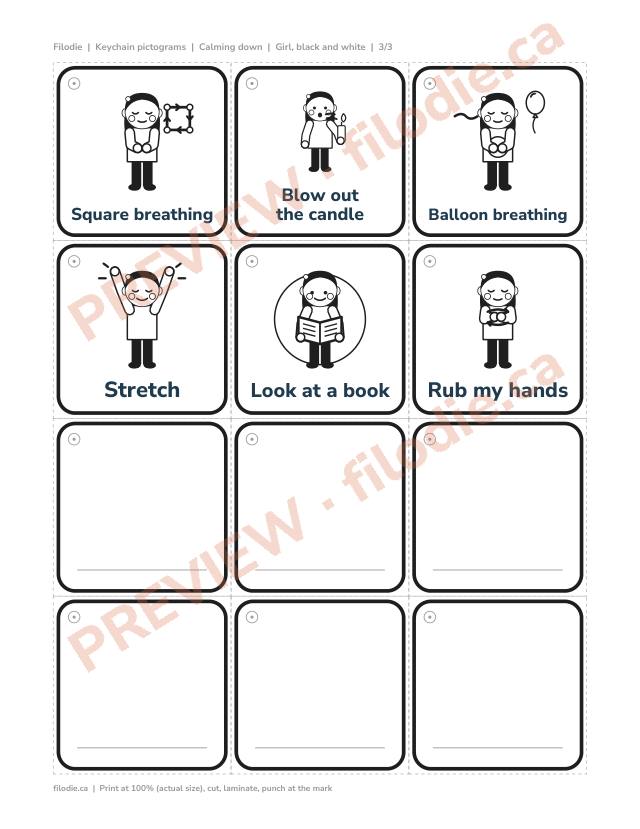 Filodie | Keychain pictograms | Calming down | Girl, black and white | 3/3
Square breathing
Blow out
the candle
Balloon breathing
Stretch
Look at a book
Rub my hands
PREVIEW · filodie.ca
PREVIEW · filodie.ca
filodie.ca | Print at 100% (actual size), cut, laminate, punch at the mark